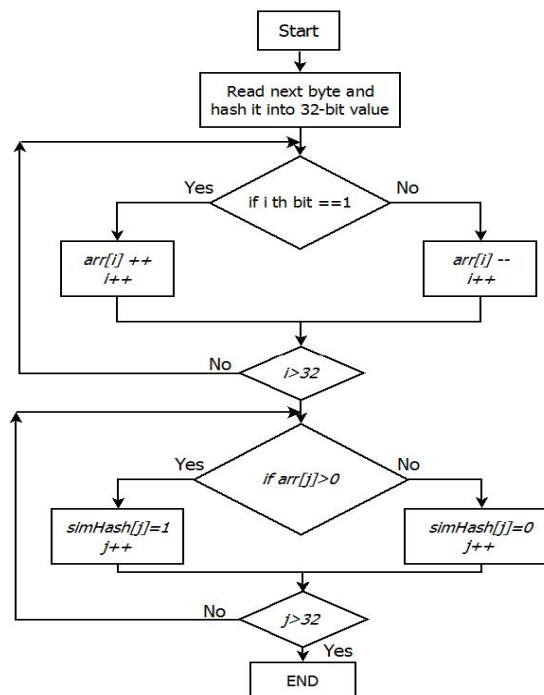 Start
Read next byte and
hash it into 32-bit value
Yes
No
if i th bit ==1
arr[i] ++
i++
arr[i] --
i++
No
i>32
Yes
No
if arr[j]>0
simHash[j]=1
j++
simHash[j]=0
j++
No
j>32
Yes
END